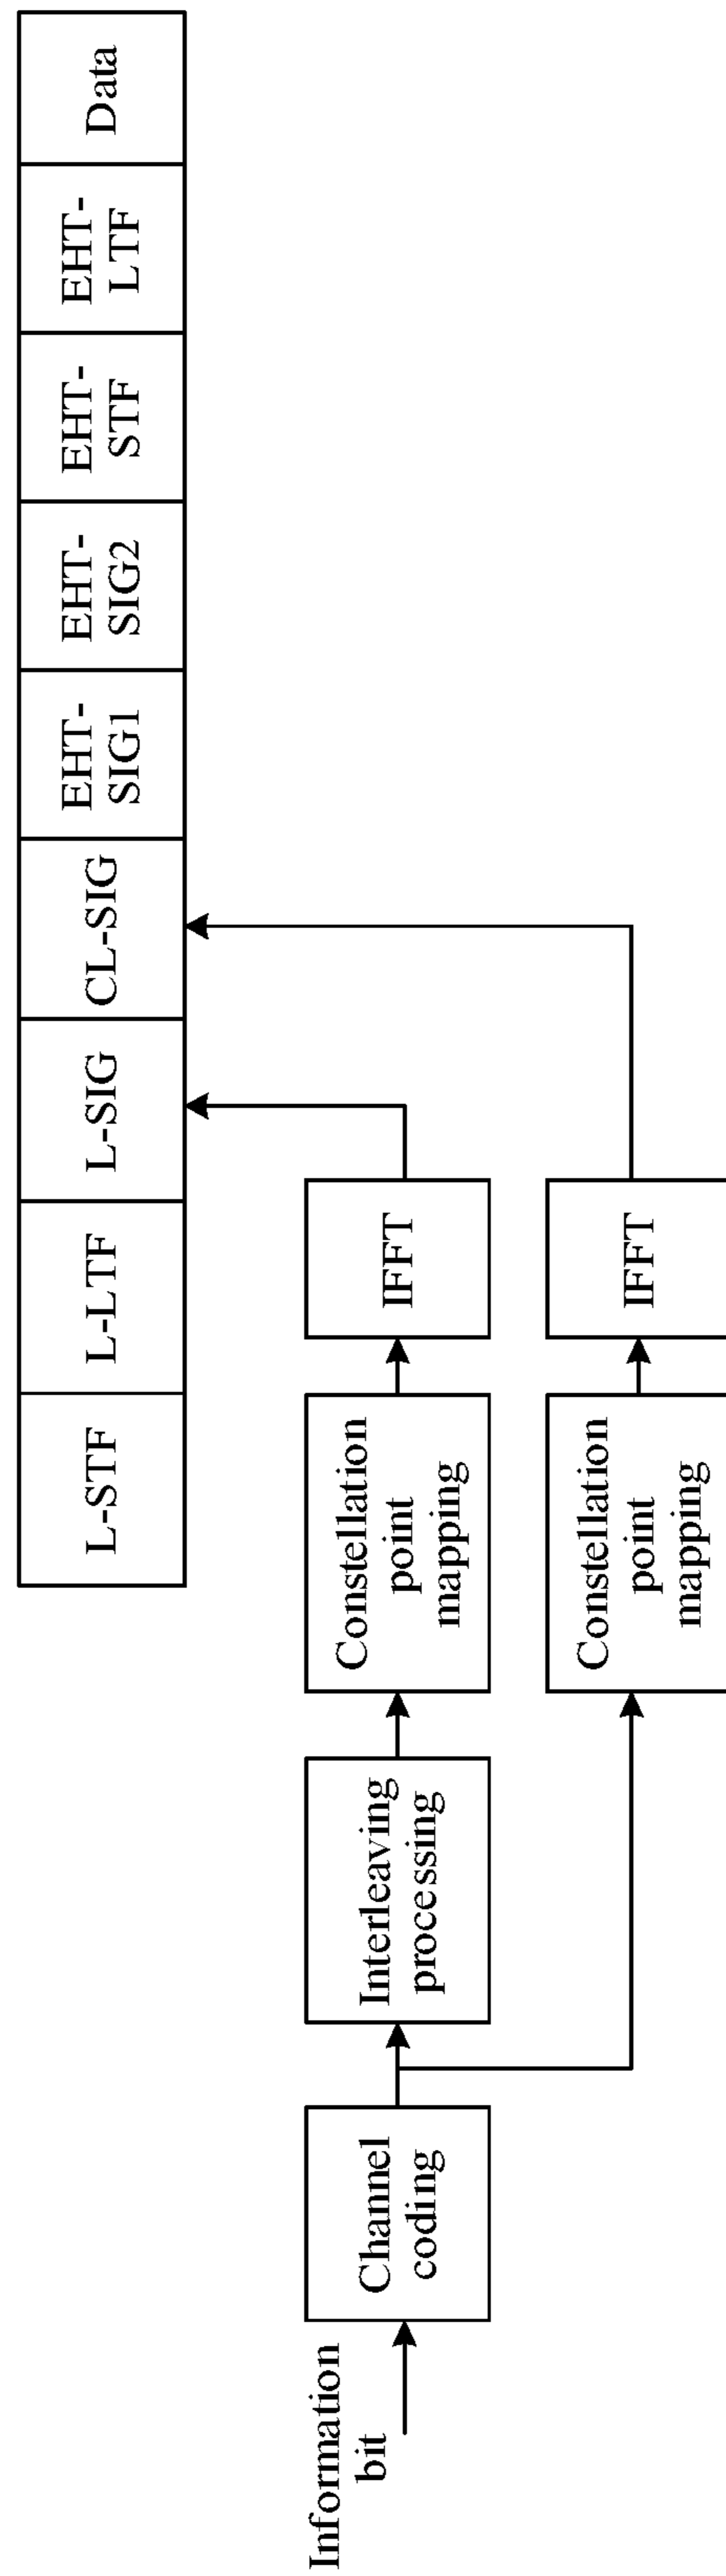 L-STF
L-LTF
L-SIG
CL-SIG
EHT-
SIG1
EHT-
SIG2
EHT-
STF
EHT-
LTF
Data
Information
bit
Channel
coding
Interleaving
processing
Constellation
point
mapping
IFFT
Constellation
point
mapping
IFFT